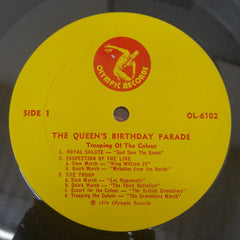 OLYMPIC RECORDS
SIDE 1
OL-6102
THE QUEEN'S BIRTHDAY PARADE
Trooping Of The Colour
1. ROYAL SALUTE — "God Save The Queen"
2. INSPECTION OF THE LINE
a. Slow March — "King William IV"
b. Quick March — "Melodies from the North"
3. THE TROOP
a. Slow March — "Les Huguenots"
b. Quick March — "The Third Battalion"
c. Escort for the Colour — "The British Grenadiers"
d. Trooping the Colour — "The Grenadiers March"
℗ 1974 Olympic Records